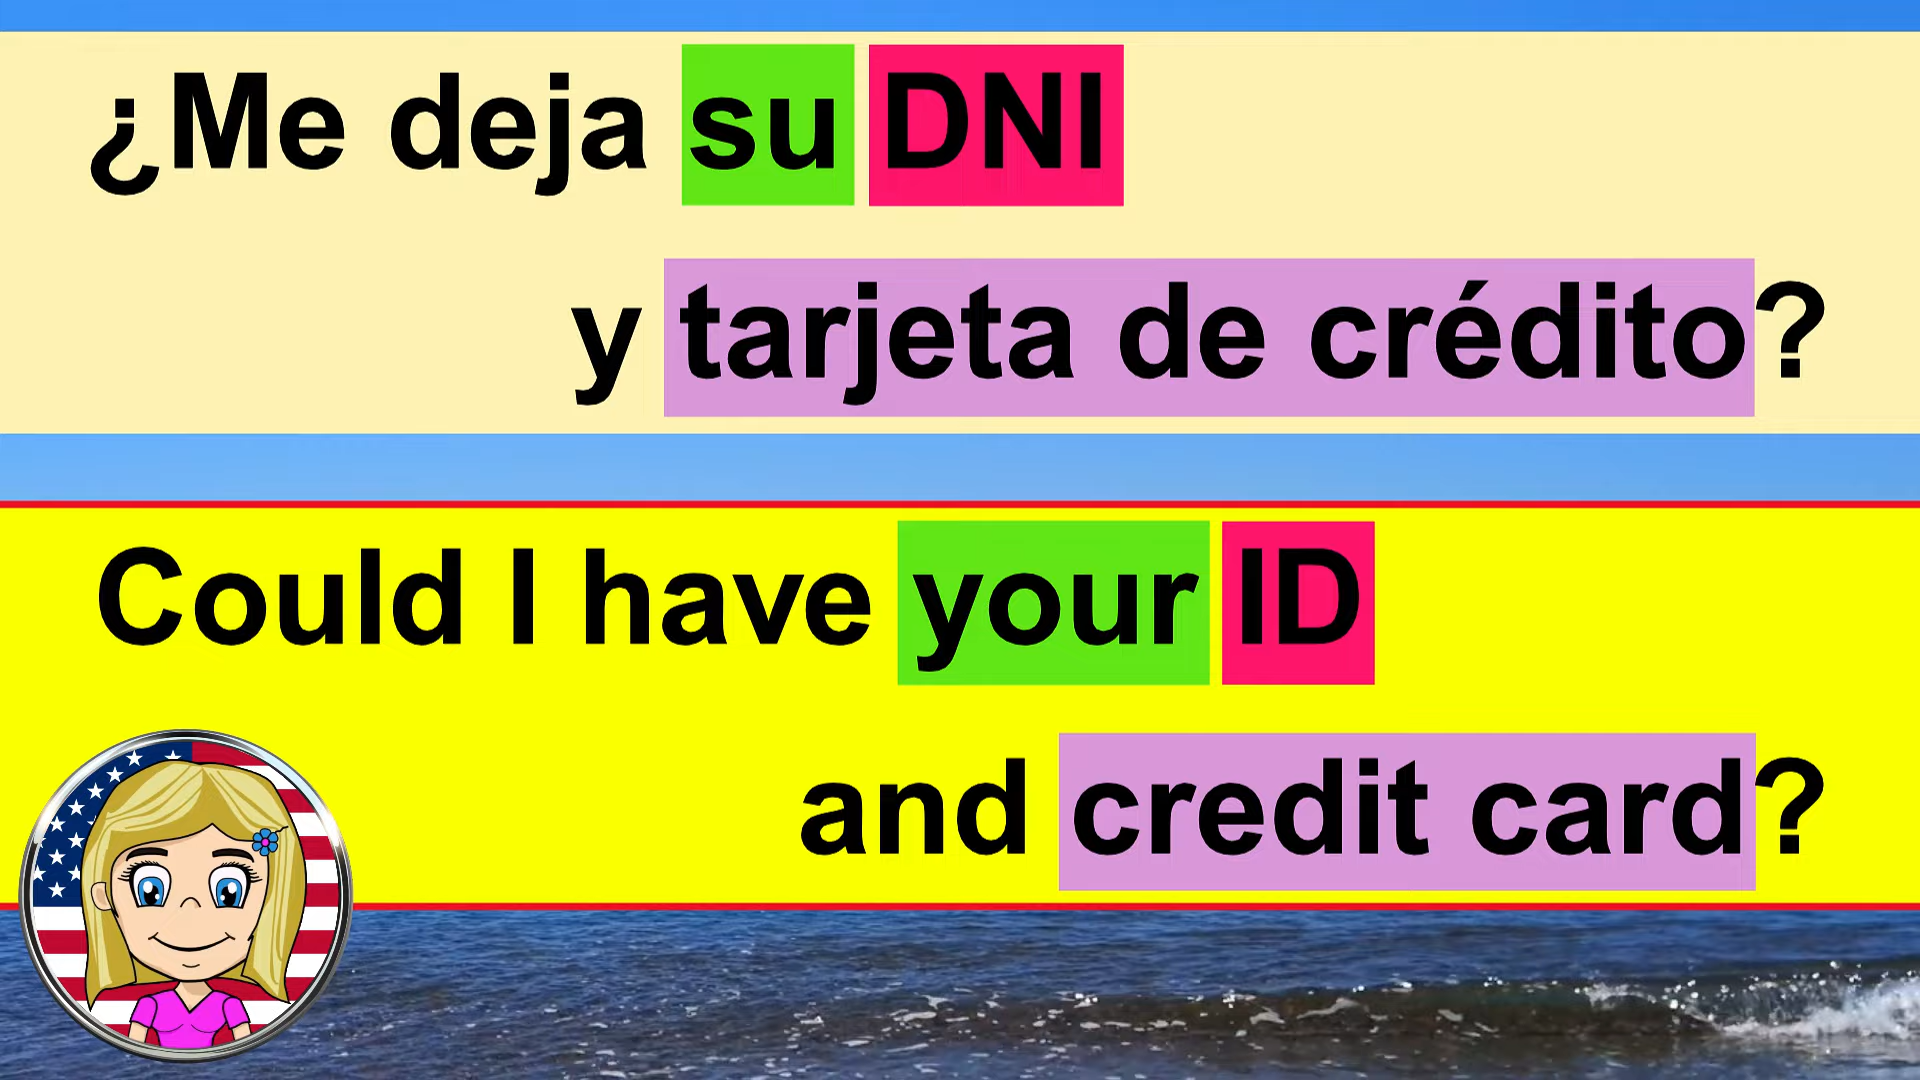 ¿Me deja su DNI
y tarjeta de crédito?
Could I have your ID
and credit card?